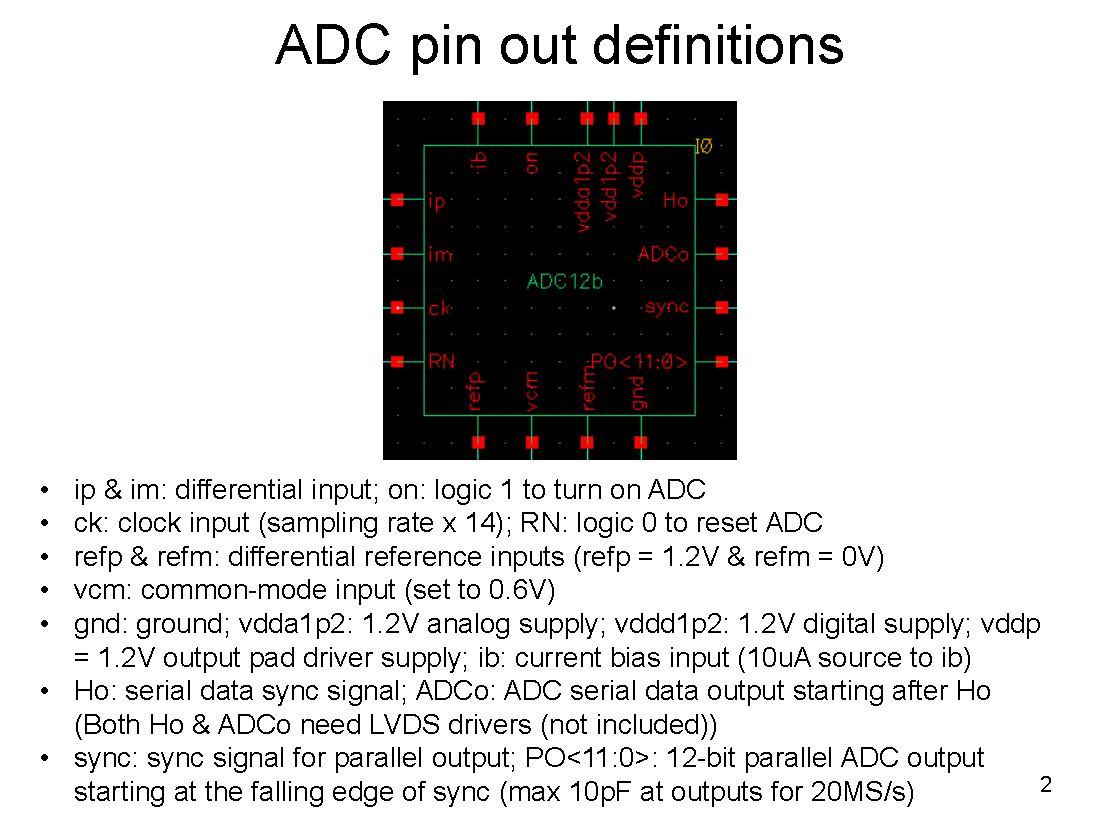 ADC pin out definitions
ib
on
vdda1p2
vdd1p2
vddp
I0
ip
Ho
im
ADCo
ADC12b
ck
sync
RN
PO<11:0>
refp
vcm
refm
gnd
• ip & im: differential input; on: logic 1 to turn on ADC
• ck: clock input (sampling rate x 14); RN: logic 0 to reset ADC
• refp & refm: differential reference inputs (refp = 1.2V & refm = 0V)
• vcm: common-mode input (set to 0.6V)
• gnd: ground; vdda1p2: 1.2V analog supply; vddd1p2: 1.2V digital supply; vddp
= 1.2V output pad driver supply; ib: current bias input (10uA source to ib)
• Ho: serial data sync signal; ADCo: ADC serial data output starting after Ho
(Both Ho & ADCo need LVDS drivers (not included))
• sync: sync signal for parallel output; PO<11:0>: 12-bit parallel ADC output
starting at the falling edge of sync (max 10pF at outputs for 20MS/s)
2